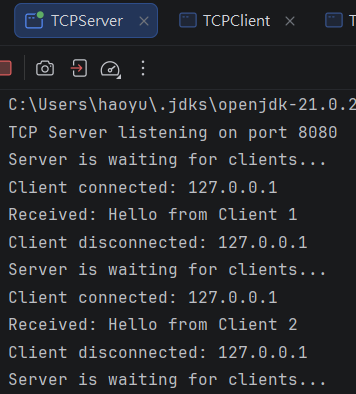 TCPServer
TCPClient
T
C:\Users\haoyu\.jdks\openjdk-21.0.2
TCP Server listening on port 8080
Server is waiting for clients...
Client connected: 127.0.0.1
Received: Hello from Client 1
Client disconnected: 127.0.0.1
Server is waiting for clients...
Client connected: 127.0.0.1
Received: Hello from Client 2
Client disconnected: 127.0.0.1
Server is waiting for clients...